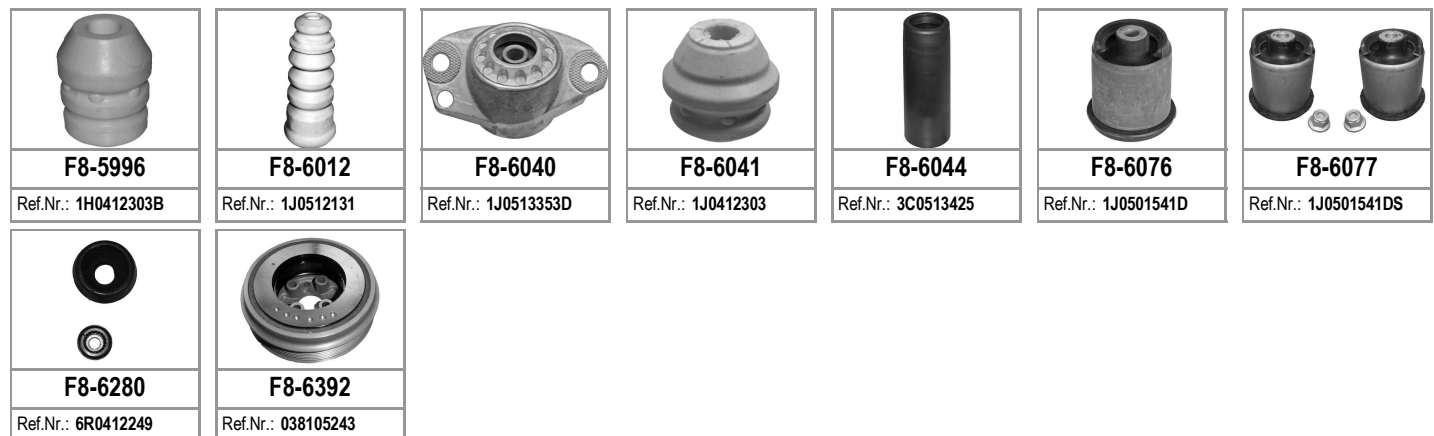 F8-5996
Ref.Nr.: 1H0412303B
F8-6012
Ref.Nr.: 1J0512131
F8-6040
Ref.Nr.: 1J0513353D
F8-6041
Ref.Nr.: 1J0412303
F8-6044
Ref.Nr.: 3C0513425
F8-6076
Ref.Nr.: 1J0501541D
F8-6077
Ref.Nr.: 1J0501541DS
F8-6280
Ref.Nr.: 6R0412249
F8-6392
Ref.Nr.: 038105243